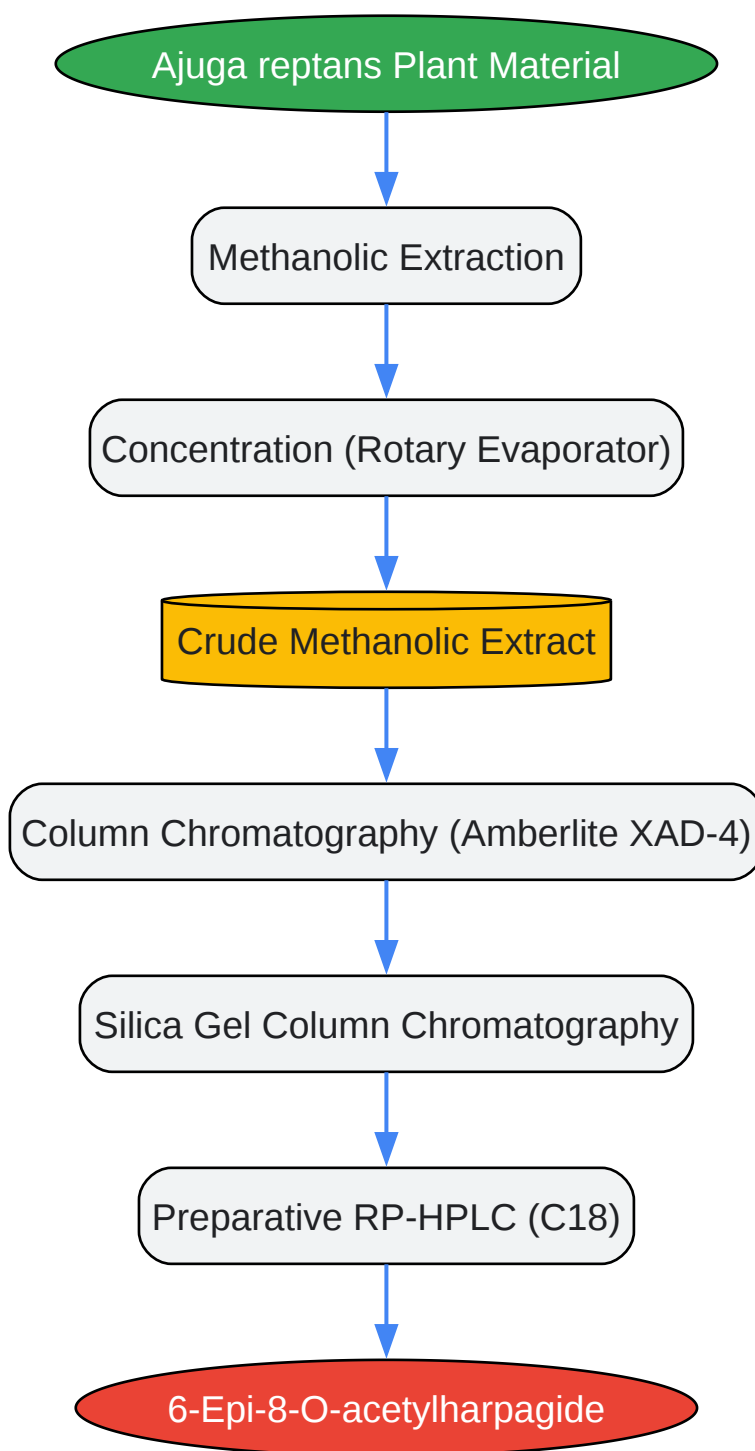 Ajuga reptans Plant Material
Methanolic Extraction
Concentration (Rotary Evaporator)
Crude Methanolic Extract
Column Chromatography (Amberlite XAD-4)
Silica Gel Column Chromatography
Preparative RP-HPLC (C18)
6-Epi-8-O-acetylharpagide